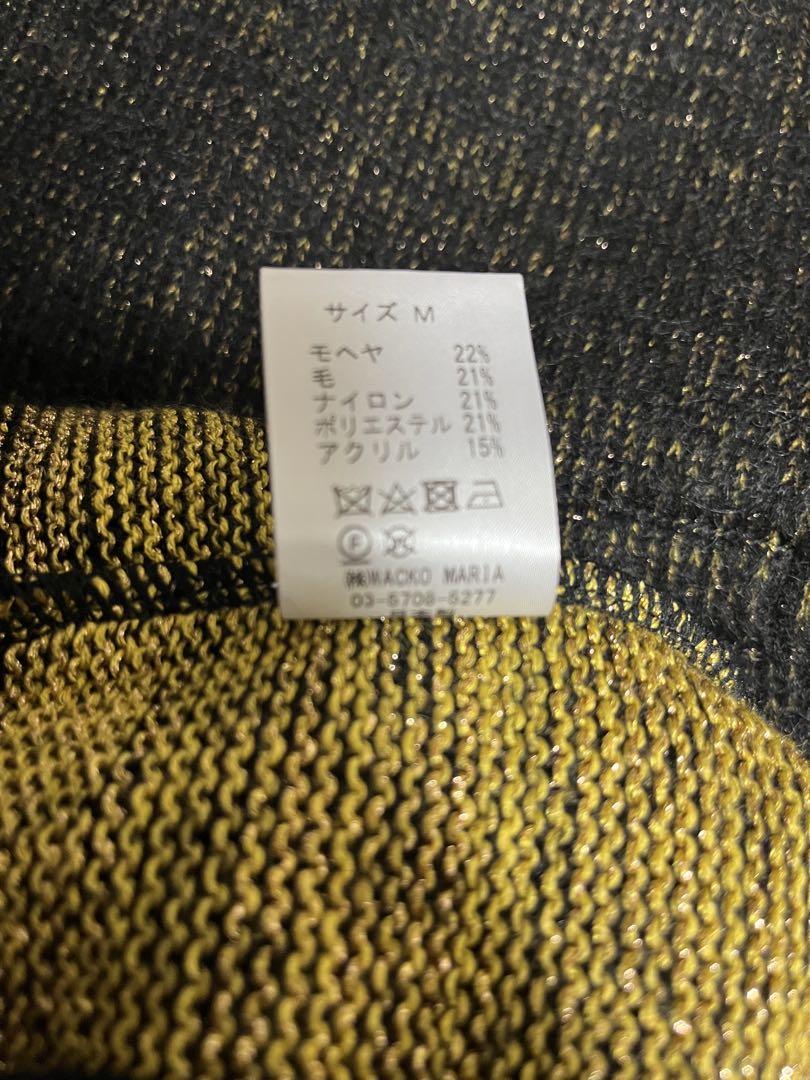 サイズ M
モヘヤ 22%
毛 21%
ナイロン 21%
ポリエステル 21%
アクリル 15%
F
㈱WACKO MARIA
03-5708-5277